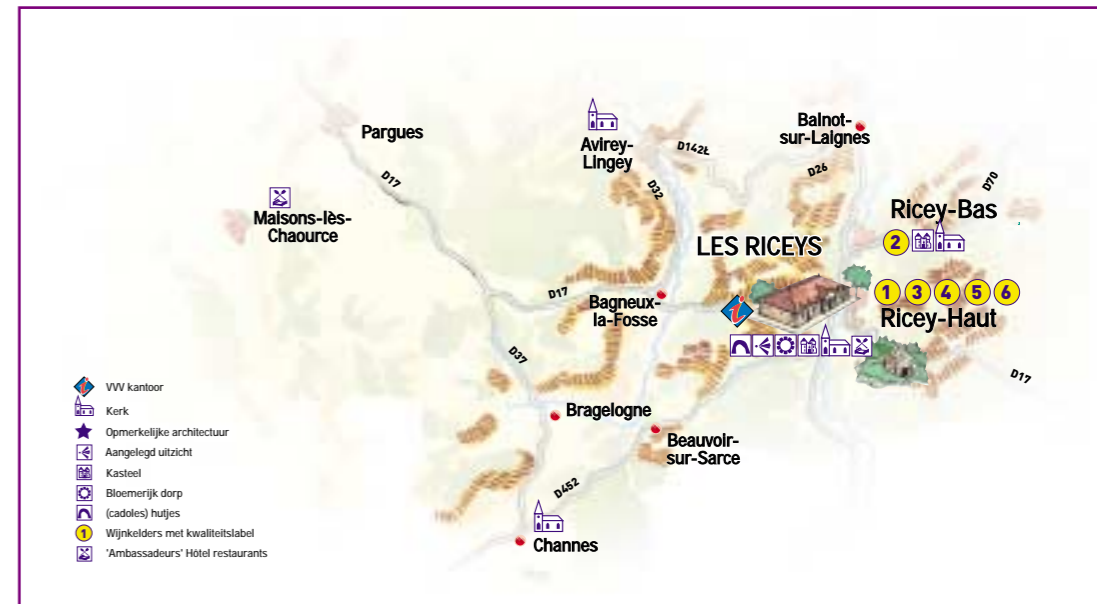 Pargues
D17
Maisons-lès-
Chaource
Avirey-
Lingey
D142Ł
D32
Balnot-
sur-Laignes
D26
D70
Ricey-Bas
2
LES RICEYS
1 3 4 5 6
Ricey-Haut
D17
D17
Bagneux-
la-Fosse
i
D37
Bragelogne
Beauvoir-
sur-Sarce
D452
Channes
i VVV kantoor
Kerk
Opmerkelijke architectuur
Aangelegd uitzicht
Kasteel
Bloemerijk dorp
(cadoles) hutjes
1 Wijnkelders met kwaliteitslabel
'Ambassadeurs' Hôtel restaurants